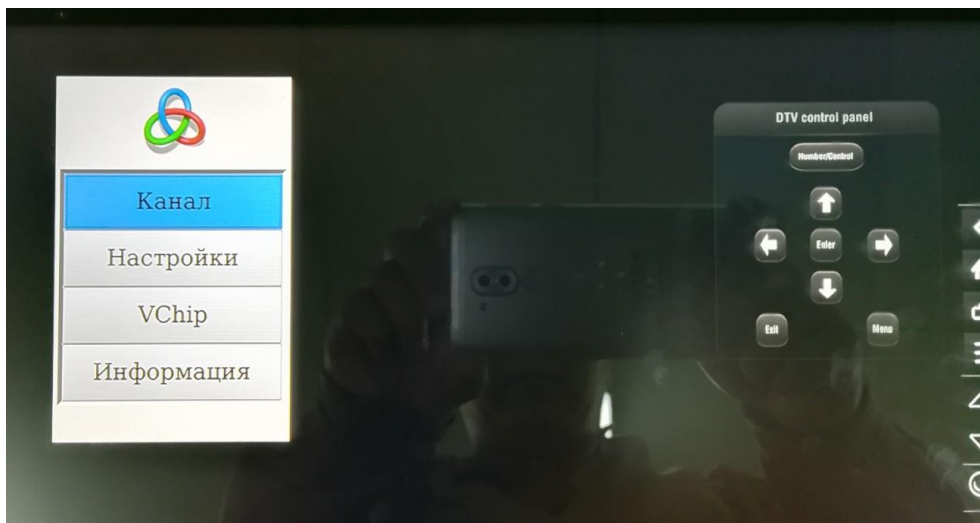 Канал
Настройки
VChip
Информация
DTV control panel
Number/Control
Enter
Exit
Menu